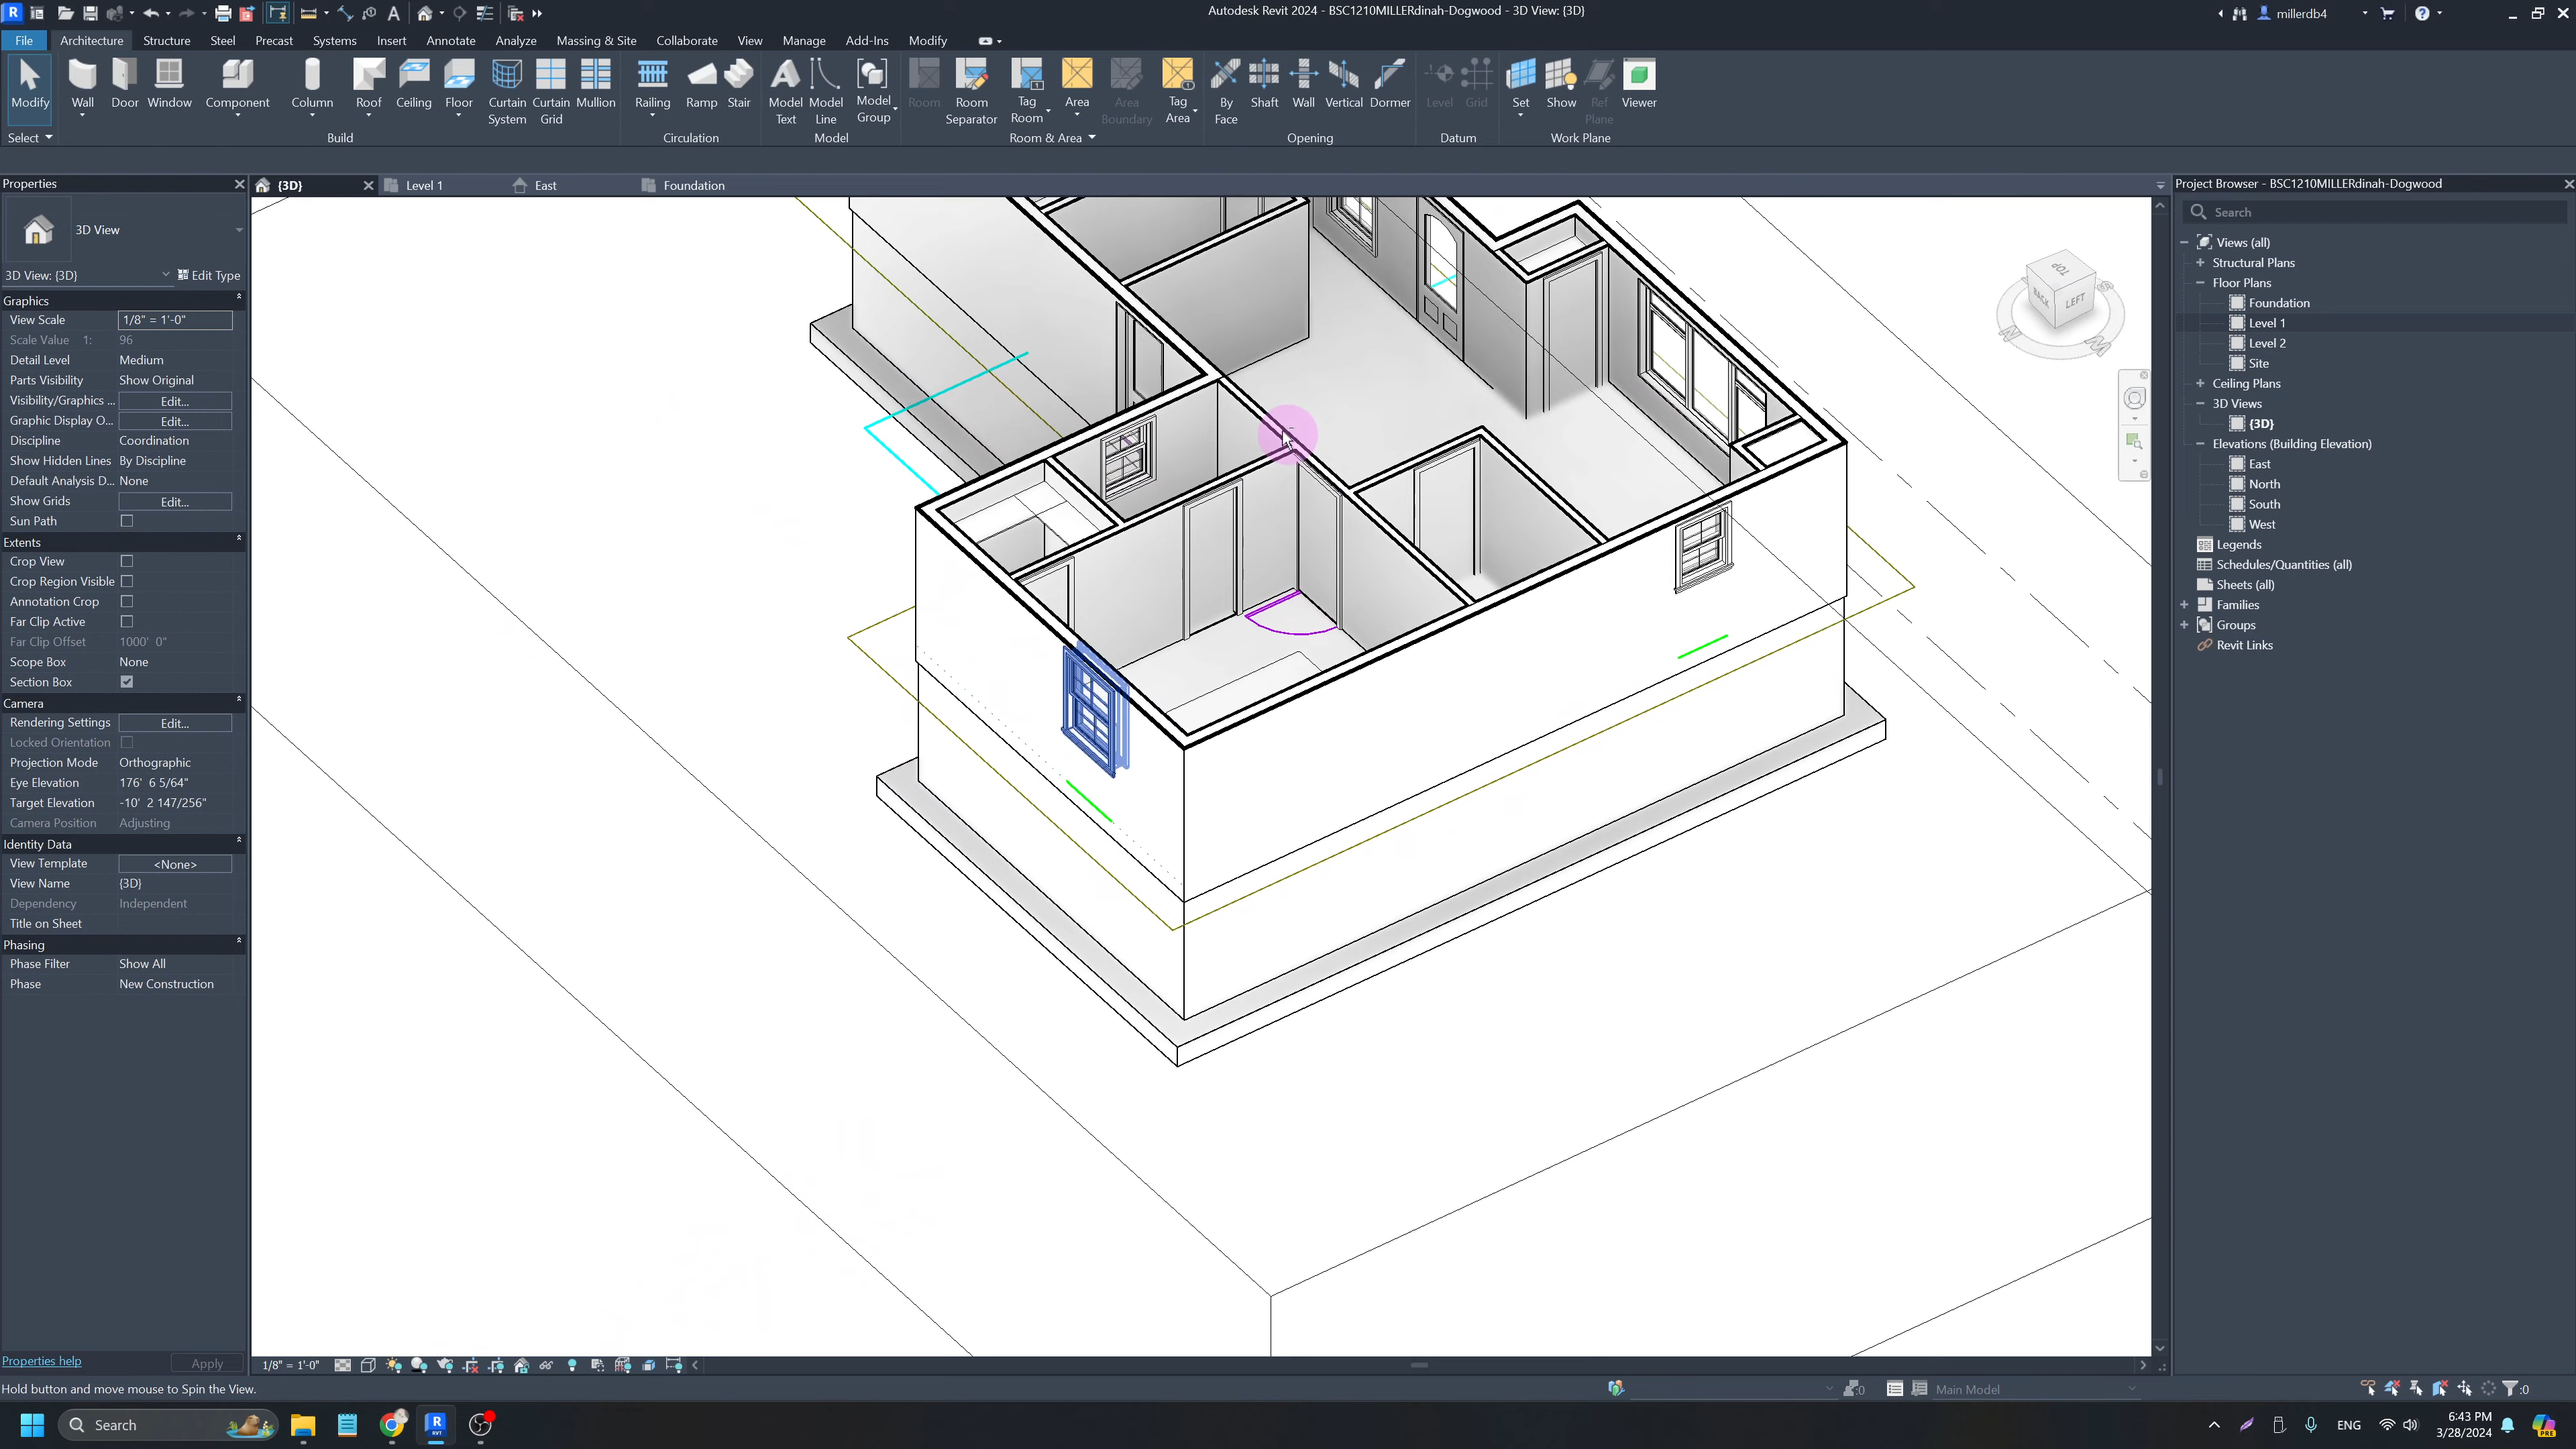 Autodesk Revit 2024 - BSC1210MILLERdinah-Dogwood - 3D View: {3D}
millerdb4
File Architecture Structure Steel Precast Systems Insert Annotate Analyze Massing & Site Collaborate View Manage Add-Ins Modify
Modify Wall Door Window Component Column Roof Ceiling Floor Curtain System Curtain Grid Mullion Railing Ramp Stair Model Text Model Line Model Group Room Room Separator Tag Room Area Area Boundary Tag Area By Face Shaft Wall Vertical Dormer Level Grid Set Show Ref Plane Viewer
Select Build Circulation Model Room & Area Opening Datum Work Plane
Properties
{3D} Level 1 East Foundation
Project Browser - BSC1210MILLERdinah-Dogwood
3D View
3D View: {3D} Edit Type
Graphics
View Scale 1/8" = 1'-0"
Scale Value 1: 96
Detail Level Medium
Parts Visibility Show Original
Visibility/Graphics ... Edit...
Graphic Display O... Edit...
Discipline Coordination
Show Hidden Lines By Discipline
Default Analysis D... None
Show Grids Edit...
Sun Path
Extents
Crop View
Crop Region Visible
Annotation Crop
Far Clip Active
Far Clip Offset 1000' 0"
Scope Box None
Section Box
Camera
Rendering Settings Edit...
Locked Orientation
Projection Mode Orthographic
Eye Elevation 176' 6 5/64"
Target Elevation -10' 2 147/256"
Camera Position Adjusting
Identity Data
View Template <None>
View Name {3D}
Dependency Independent
Title on Sheet
Phasing
Phase Filter Show All
Phase New Construction
Properties help Apply
TOP
BACK LEFT
N W S
Search
Views (all)
Structural Plans
Floor Plans
Foundation
Level 1
Level 2
Site
Ceiling Plans
3D Views
{3D}
Elevations (Building Elevation)
East
North
South
West
Legends
Schedules/Quantities (all)
Sheets (all)
Families
Groups
Revit Links
1/8" = 1'-0"
Hold button and move mouse to Spin the View.
:0 Main Model :0
Search
ENG
6:43 PM
3/28/2024